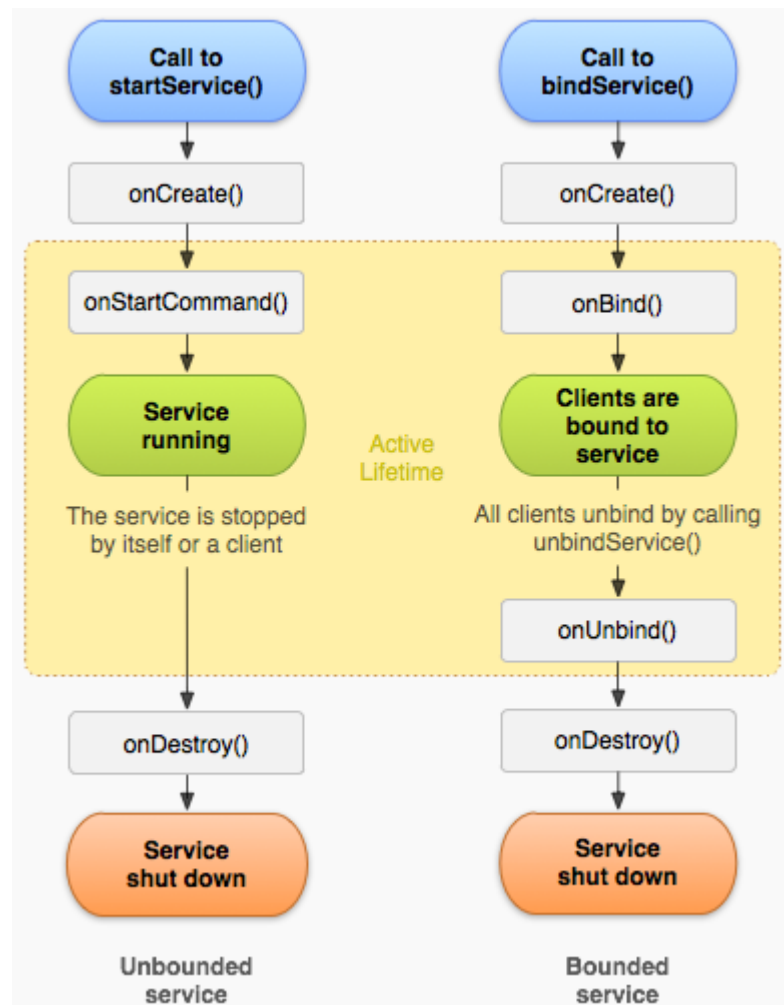 Call to
startService()
onCreate()
onStartCommand()
Service
running
The service is stopped
by itself or a client
onDestroy()
Service
shut down
Unbounded
service
Active
Lifetime
Call to
bindService()
onCreate()
onBind()
Clients are
bound to
service
All clients unbind by calling
unbindService()
onUnbind()
onDestroy()
Service
shut down
Bounded
service